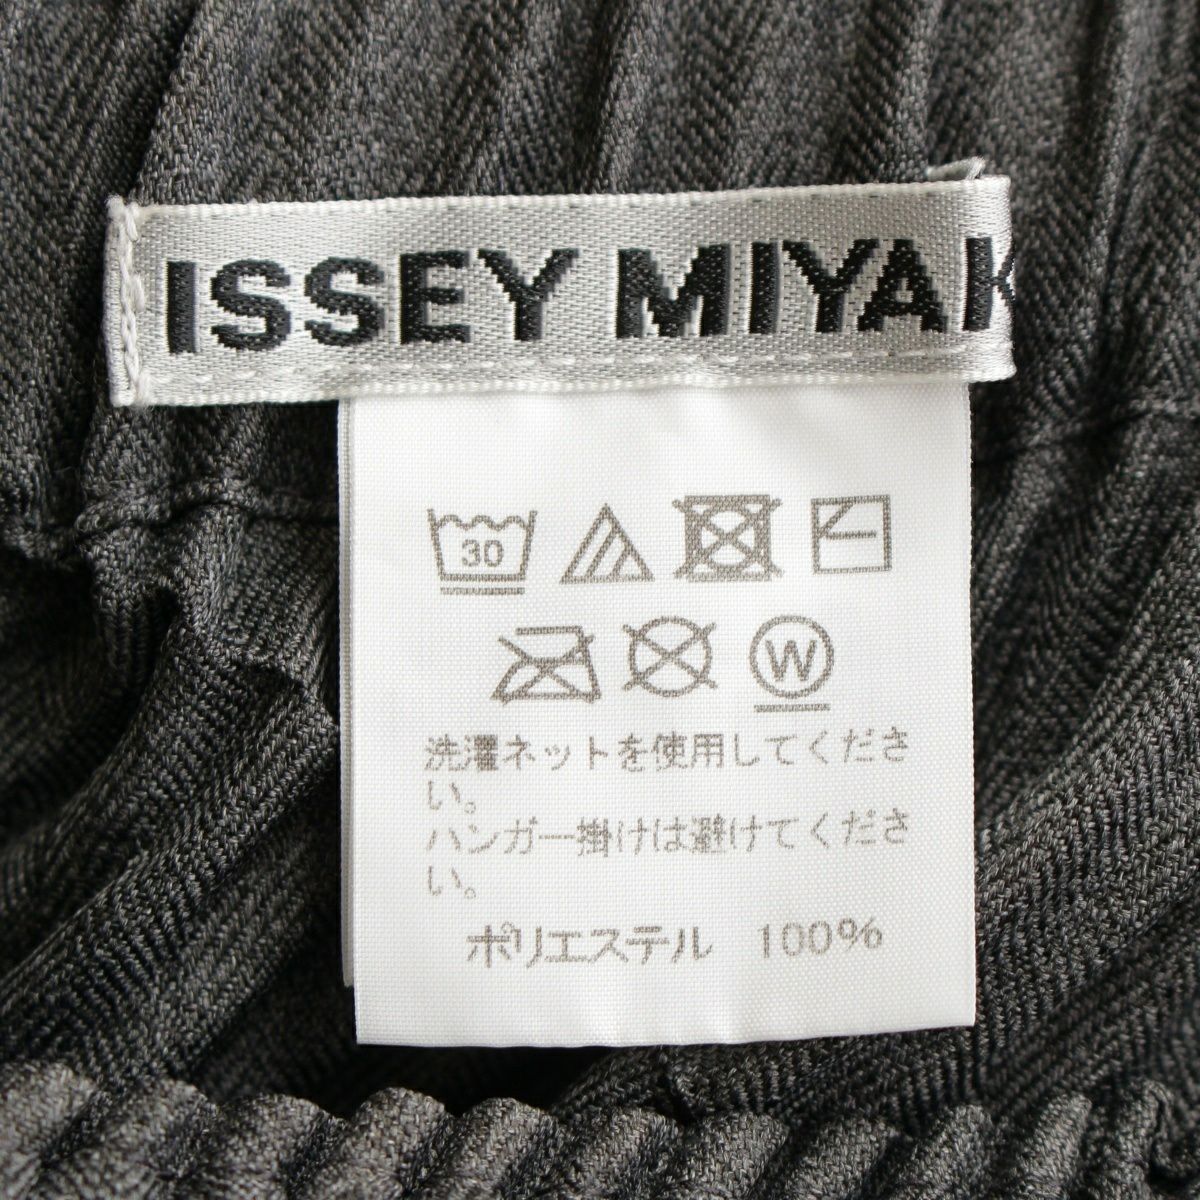 ISSEY MIYAK
30
W
洗濯ネットを使用してくださ
い。
ハンガー掛けは避けてくださ
い。
ポリエステル 100%